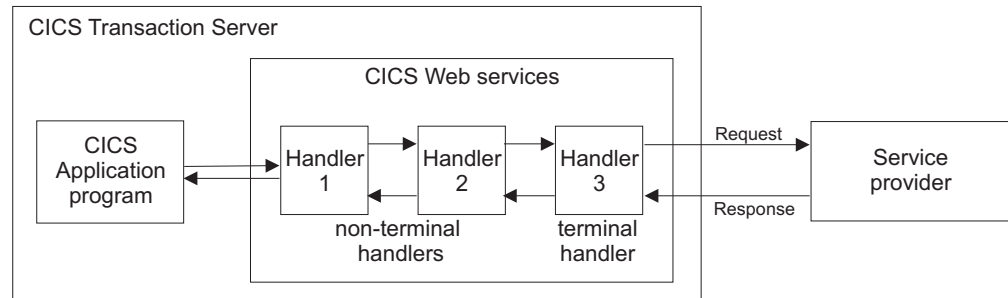 CICS Transaction Server
CICS Web services
CICS
Application
program
Handler
1
Handler
2
Handler
3
Request
Response
Service
provider
non-terminal
handlers
terminal
handler